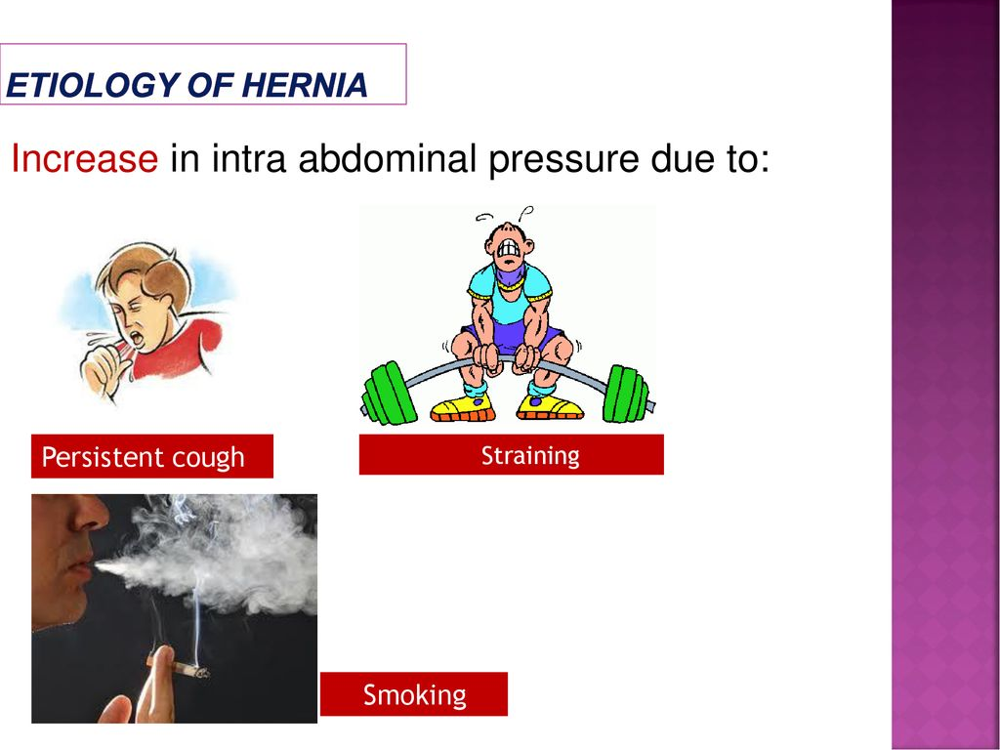 ETIOLOGY OF HERNIA
Increase in intra abdominal pressure due to:
Persistent cough
Straining
Smoking